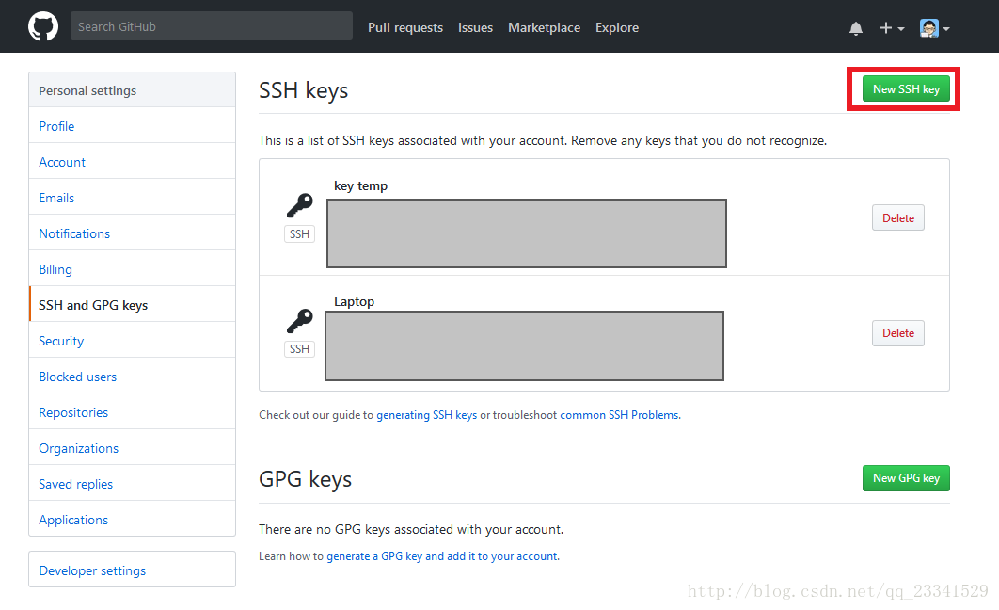 Search GitHub
Pull requests
Issues
Marketplace
Explore
Personal settings
Profile
Account
Emails
Notifications
Billing
SSH and GPG keys
Security
Blocked users
Repositories
Organizations
Saved replies
Applications
Developer settings
SSH keys
New SSH key
This is a list of SSH keys associated with your account. Remove any keys that you do not recognize.
key temp
SSH
Delete
Laptop
SSH
Delete
Check out our guide to generating SSH keys or troubleshoot common SSH Problems.
GPG keys
New GPG key
There are no GPG keys associated with your account.
Learn how to generate a GPG key and add it to your account.
http://blog.csdn.net/qq_23341529